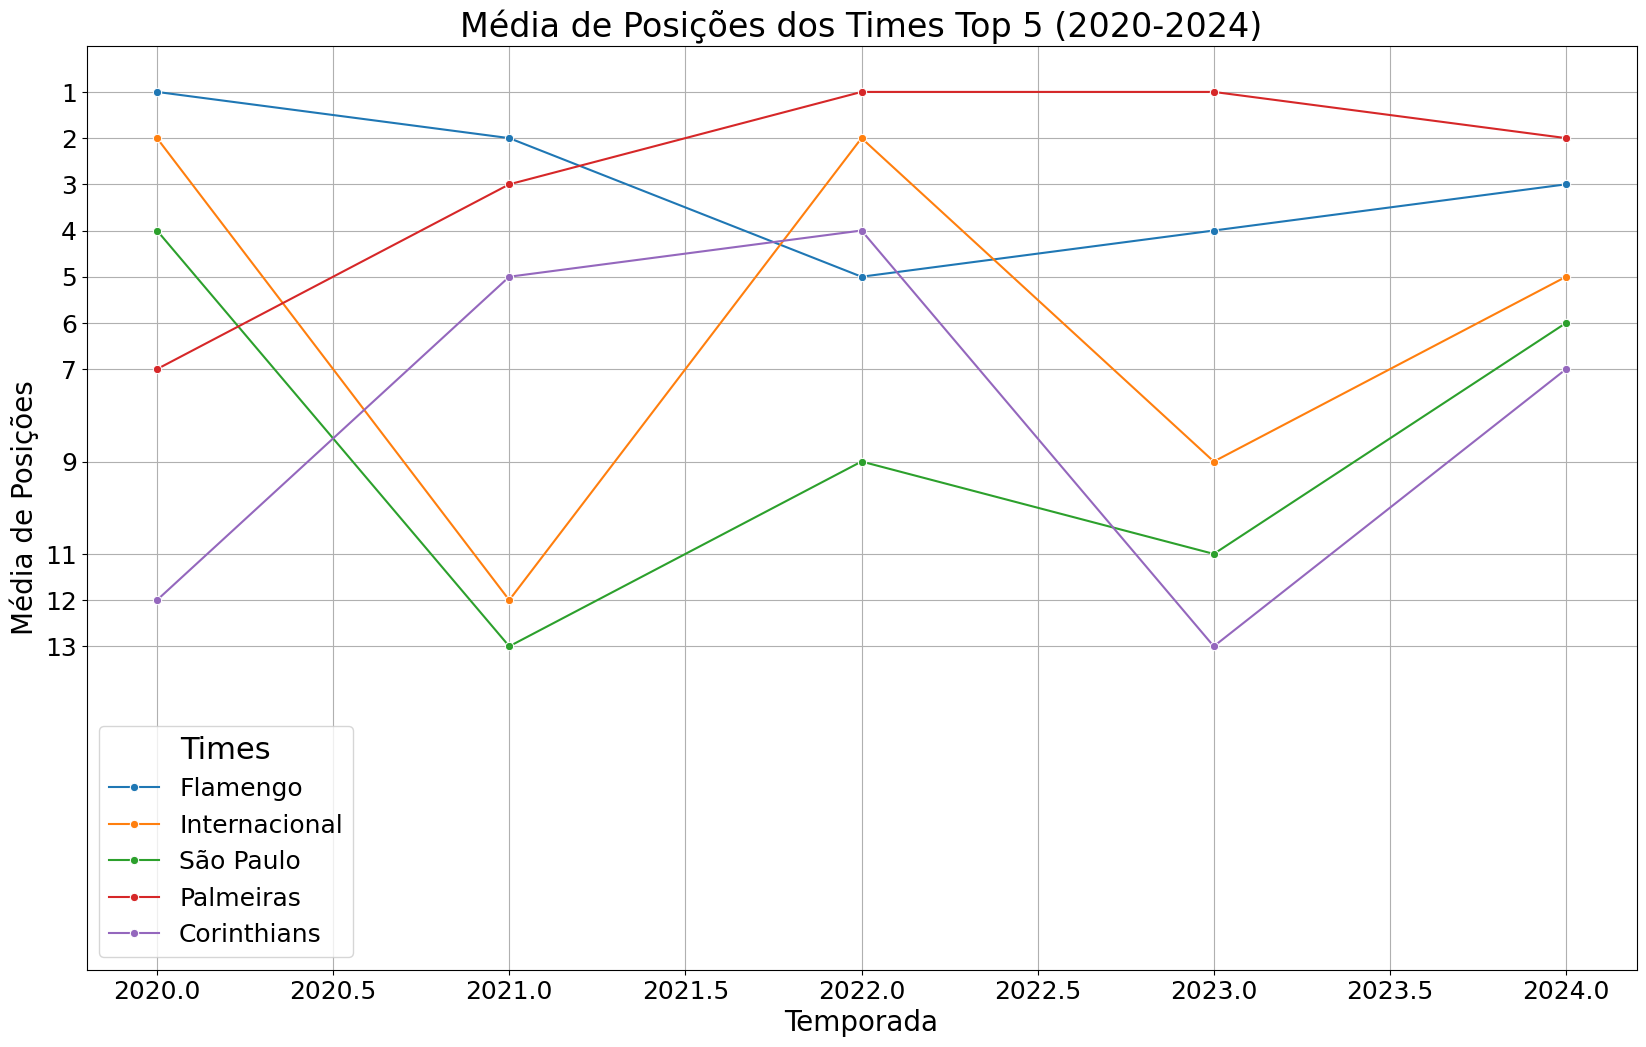 Média de Posições dos Times Top 5 (2020-2024)
Média de Posições
1
2
3
4
5
6
7
9
11
12
13
Times
Flamengo
Internacional
São Paulo
Palmeiras
Corinthians
2020.0 2020.5 2021.0 2021.5 2022.0 2022.5 2023.0 2023.5 2024.0
Temporada